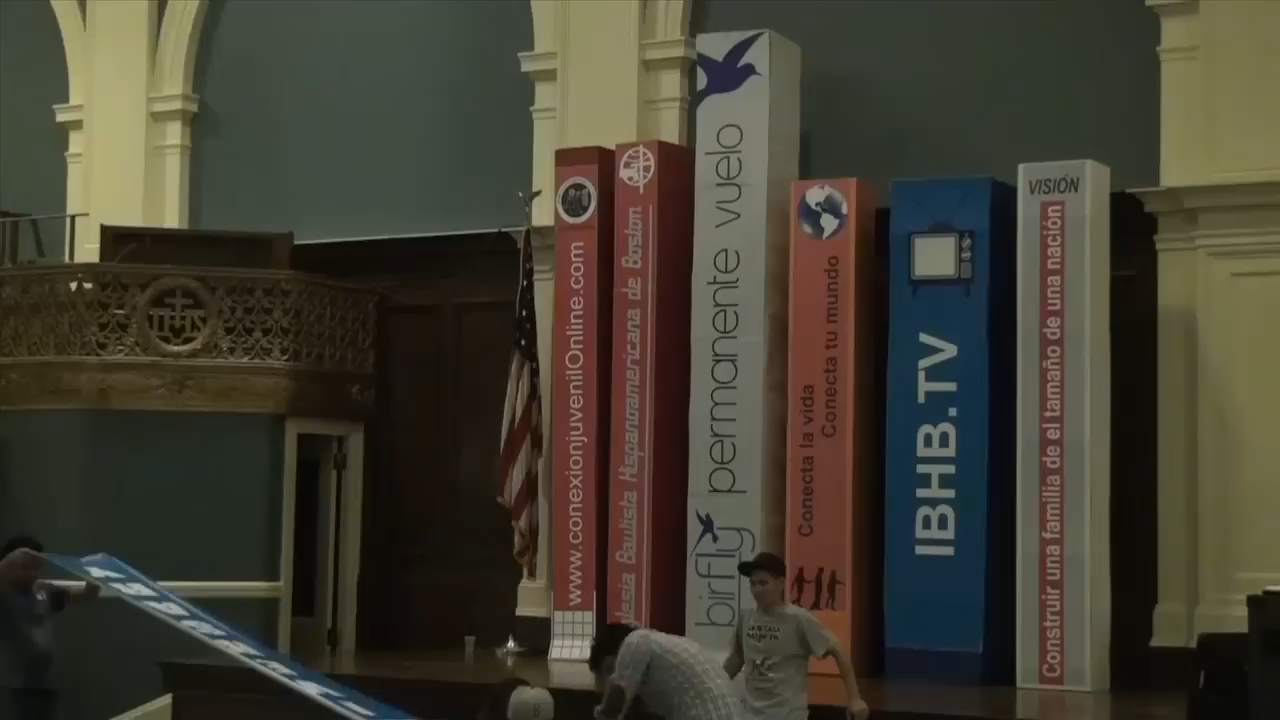 www.conexionjuvenilOnline.com
Bautista Hispanoamericana de Boston
birfly permanente vuelo
Conecta la vida
Conecta tu mundo
IBHB.TV
VISIÓN
Construir una familia de el tamaño de una nación